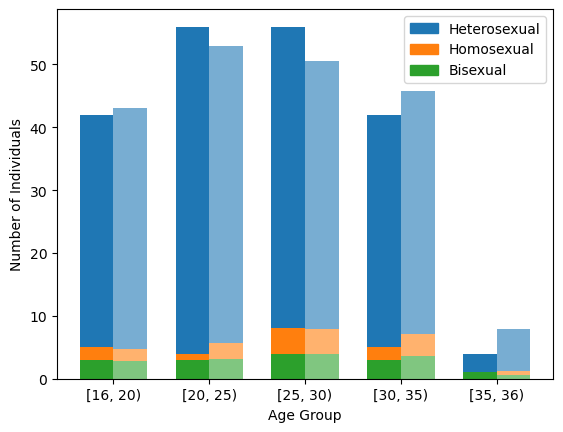 Heterosexual
Homosexual
Bisexual
Number of Individuals
50
40
30
20
10
0
[16, 20)
[20, 25)
[25, 30)
[30, 35)
[35, 36)
Age Group